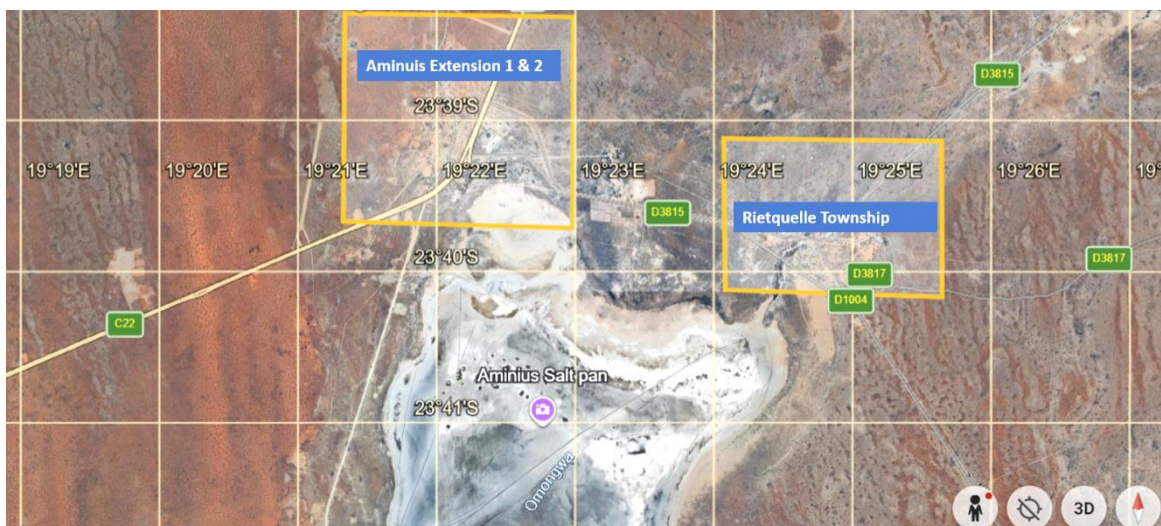 Aminuis Extension 1 & 2
D3815
23°39'S
19°19'E
19°20'E
19°21'E
19°22'E
19°23'E
19°24'E
19°25'E
19°26'E
19°
D3815
Rietquelle Township
23°40'S
D3817
D3817
D1004
C22
Aminius Salt pan
23°41'S
Omongwa
3D